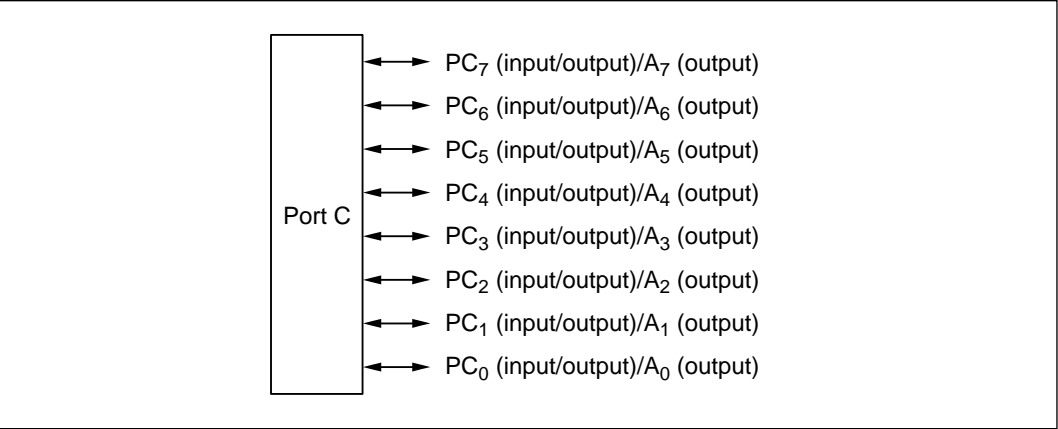 PC₇ (input/output)/A₇ (output)
PC₆ (input/output)/A₆ (output)
PC₅ (input/output)/A₅ (output)
PC₄ (input/output)/A₄ (output)
Port C
PC₃ (input/output)/A₃ (output)
PC₂ (input/output)/A₂ (output)
PC₁ (input/output)/A₁ (output)
PC₀ (input/output)/A₀ (output)